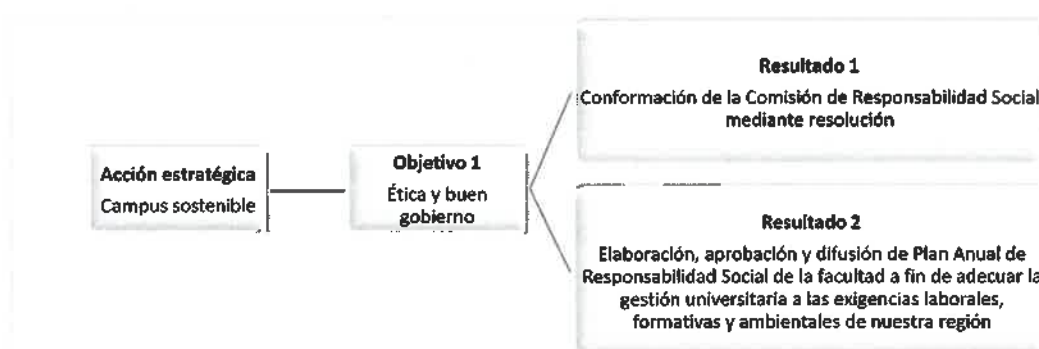 Acción estratégica
Campus sostenible
Objetivo 1
Ética y buen
gobierno
Resultado 1
Conformación de la Comisión de Responsabilidad Social
mediante resolución
Resultado 2
Elaboración, aprobación y difusión de Plan Anual de
Responsabilidad Social de la facultad a fin de adecuar la
gestión universitaria a las exigencias laborales,
formativas y ambientales de nuestra región